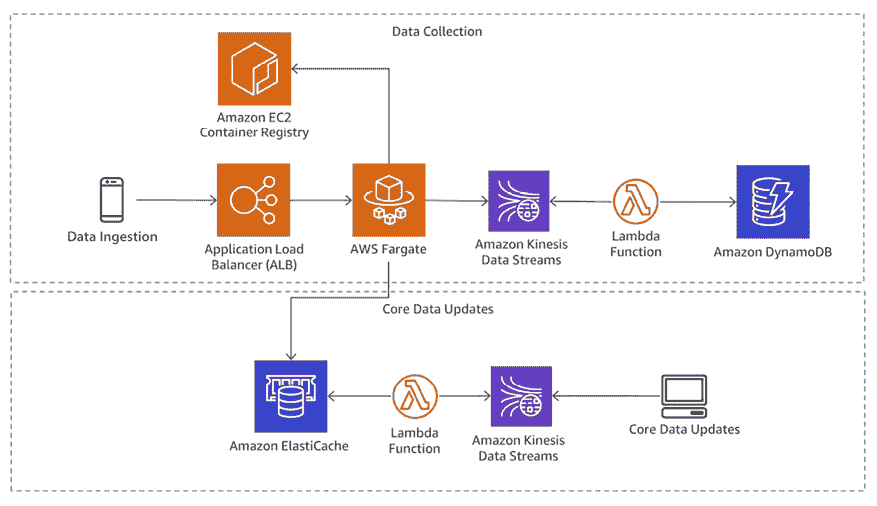 Data Collection
Amazon EC2
Container Registry
Data Ingestion
Application Load
Balancer (ALB)
AWS Fargate
Amazon Kinesis
Data Streams
Lambda
Function
Amazon DynamoDB
Core Data Updates
Amazon ElastiCache
Lambda
Function
Amazon Kinesis
Data Streams
Core Data Updates